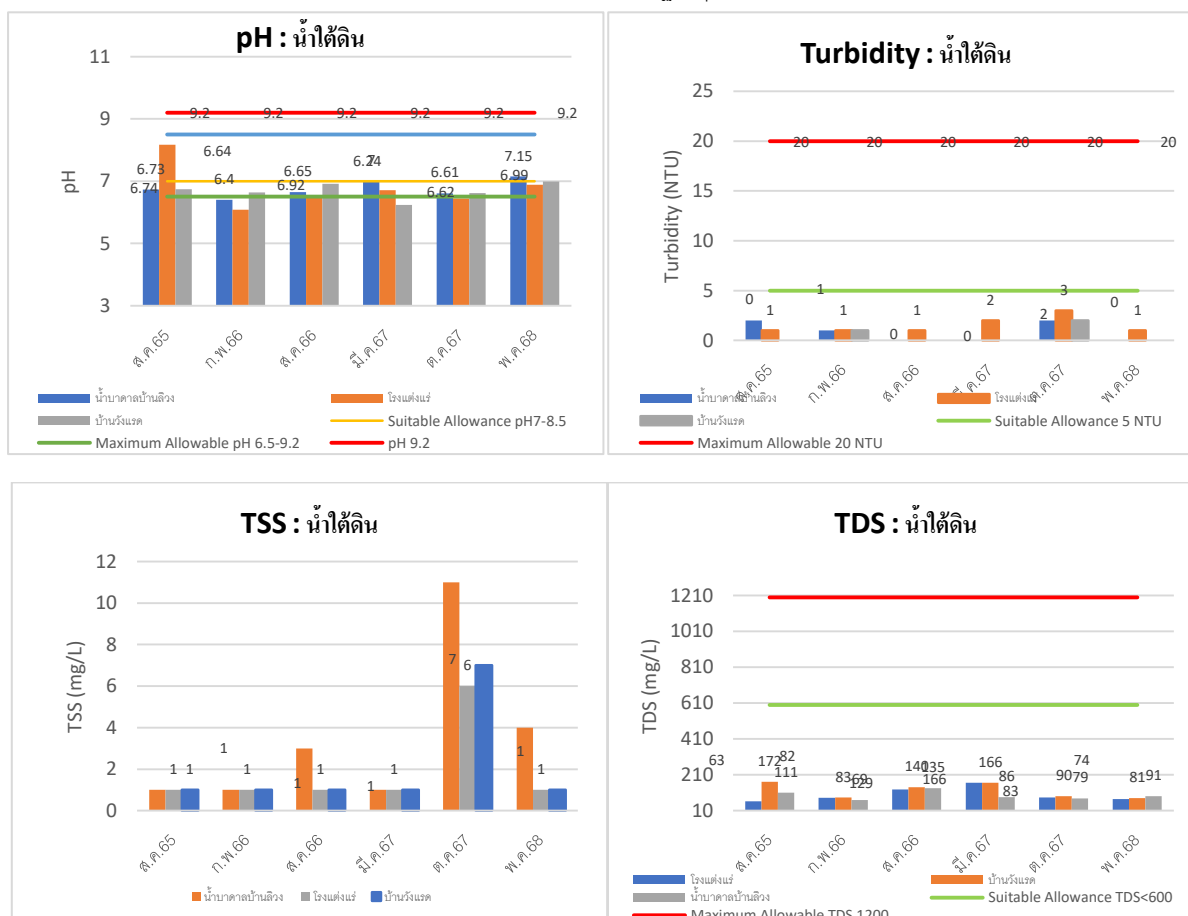 pH : น้ำใต้ดิน
11
9
7
5
3
pH
9.2 9.2 9.2 9.2 9.2 9.2
6.73 6.64 6.65 6.24 7 6.61 7.15
6.74 6.4 6.92 6.62 6.99
ส.ค.65 ก.พ.66 ส.ค.66 มี.ค.67 ต.ค.67 พ.ค.68
น้ำบาดาลบ้านลิวง โรงแต่งแร่
บ้านวังแรด Suitable Allowance pH7-8.5
Maximum Allowable pH 6.5-9.2 pH 9.2
Turbidity : น้ำใต้ดิน
25
20
15
10
5
0
Turbidity (NTU)
20 20 20 20 20 20
0 1 1 1 0 1 0 2 2 3 0 1
ส.ค.65 ก.พ.66 ส.ค.66 มี.ค.67 ต.ค.67 พ.ค.68
น้ำบาดาลบ้านลิวง โรงแต่งแร่
บ้านวังแรด Suitable Allowance 5 NTU
Maximum Allowable 20 NTU
TSS : น้ำใต้ดิน
12
10
8
6
4
2
0
TSS (mg/L)
1 1 1 1 1 1 1 1 7 6 1 1
ส.ค.65 ก.พ.66 ส.ค.66 มี.ค.67 ต.ค.67 พ.ค.68
น้ำบาดาลบ้านลิวง โรงแต่งแร่ บ้านวังแรด
TDS : น้ำใต้ดิน
1210
1010
810
610
410
210
10
TDS (mg/L)
63 172 82 111 83 69 129 140 135 166 166 86 83 90 74 79 81 91
ส.ค.65 ก.พ.66 ส.ค.66 มี.ค.67 ต.ค.67 พ.ค.68
โรงแต่งแร่ บ้านวังแรด
น้ำบาดาลบ้านลิวง Suitable Allowance TDS<600
Maximum Allowable TDS 1200